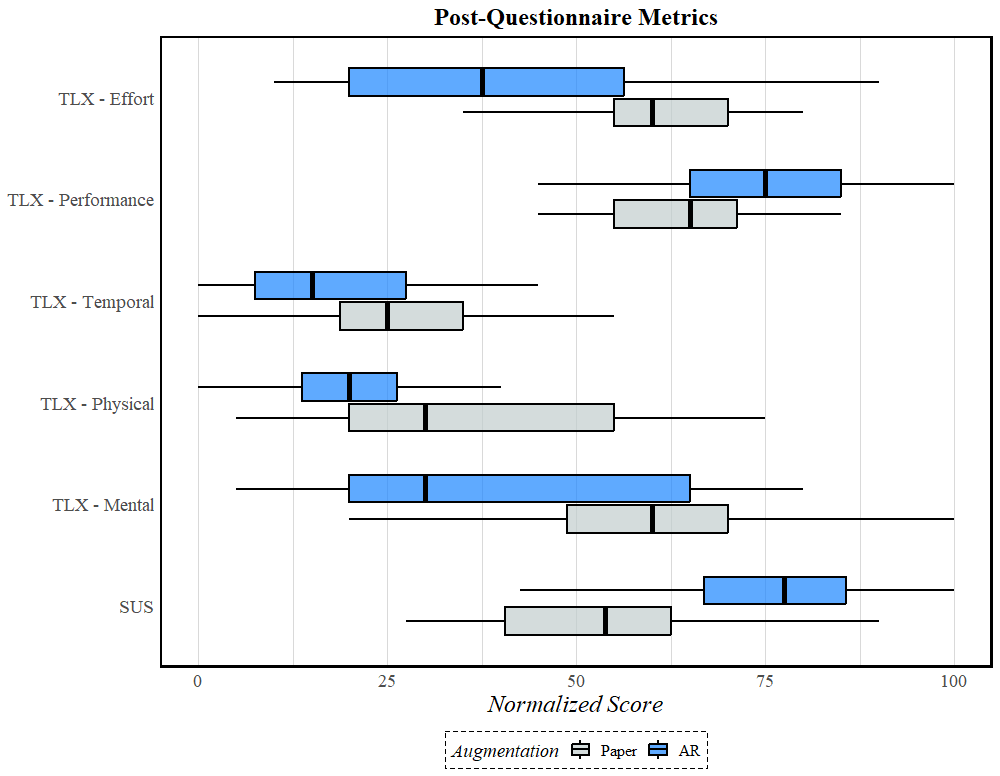 Post-Questionnaire Metrics
TLX - Effort
TLX - Performance
TLX - Temporal
TLX - Physical
TLX - Mental
SUS
0 25 50 75 100
Normalized Score
Augmentation Paper AR